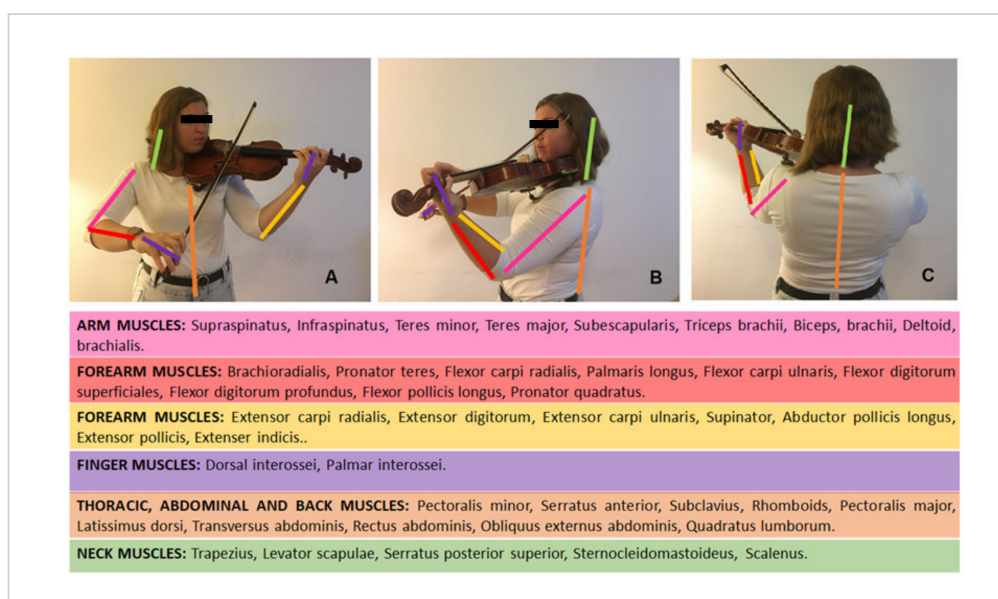 A
B
C
ARM MUSCLES: Supraspinatus, Infraspinatus, Teres minor, Teres major, Subescapularis, Triceps brachii, Biceps, brachii, Deltoid,
brachialis.
FOREARM MUSCLES: Brachioradialis, Pronator teres, Flexor carpi radialis, Palmaris longus, Flexor carpi ulnaris, Flexor digitorum
superficiales, Flexor digitorum profundus, Flexor pollicis longus, Pronator quadratus.
FOREARM MUSCLES: Extensor carpi radialis, Extensor digitorum, Extensor carpi ulnaris, Supinator, Abductor pollicis longus,
Extensor pollicis, Extenser indicis..
FINGER MUSCLES: Dorsal interossei, Palmar interossei.
THORACIC, ABDOMINAL AND BACK MUSCLES: Pectoralis minor, Serratus anterior, Subclavius, Rhomboids, Pectoralis major,
Latissimus dorsi, Transversus abdominis, Rectus abdominis, Obliquus externus abdominis, Quadratus lumborum.
NECK MUSCLES: Trapezius, Levator scapulae, Serratus posterior superior, Sternocleidomastoideus, Scalenus.